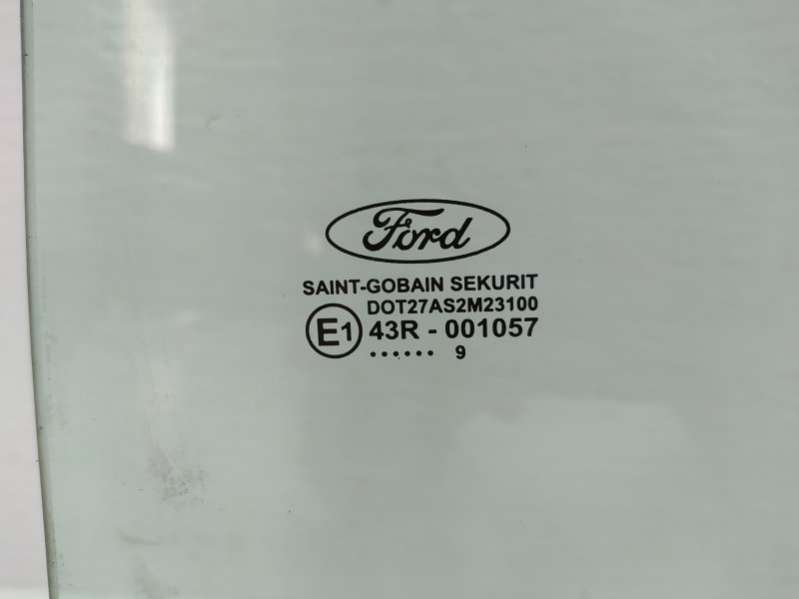 Ford
SAINT-GOBAIN SEKURIT
DOT27AS2M23100
E1 43R - 001057
...... 9